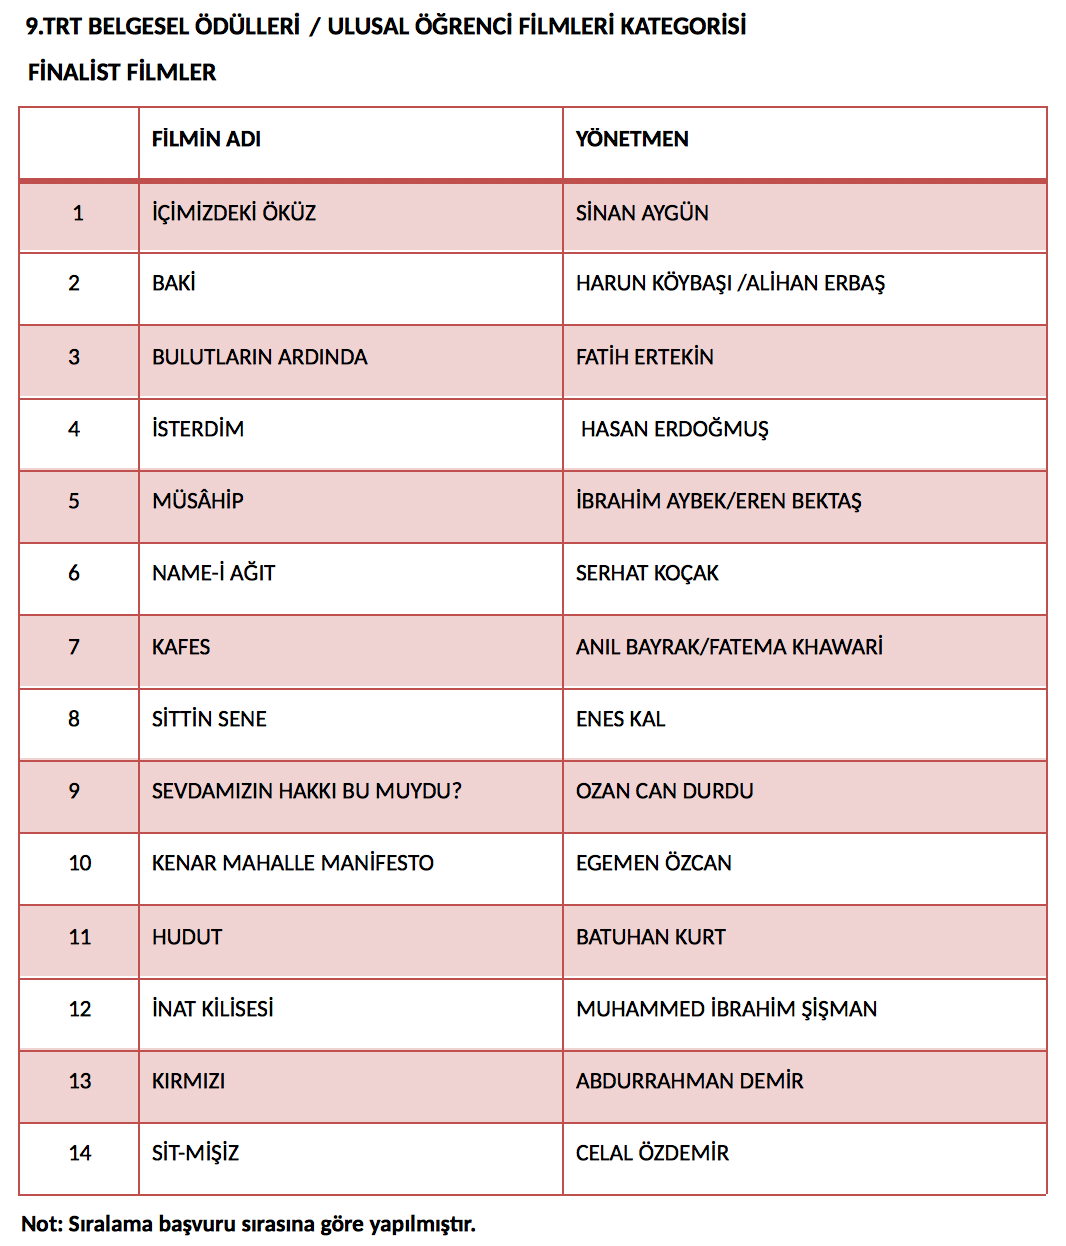 9.TRT BELGESEL ÖDÜLLERİ / ULUSAL ÖĞRENCİ FİLMLERİ KATEGORİSİ
FİNALİST FİLMLER
FİLMİN ADI YÖNETMEN
1 İÇİMİZDEKİ ÖKÜZ SİNAN AYGÜN
2 BAKİ HARUN KÖYBAŞI /ALİHAN ERBAŞ
3 BULUTLARIN ARDINDA FATİH ERTEKİN
4 İSTERDİM HASAN ERDOĞMUŞ
5 MÜSÂHİP İBRAHİM AYBEK/EREN BEKTAŞ
6 NAME-İ AĞIT SERHAT KOÇAK
7 KAFES ANIL BAYRAK/FATEMA KHAWARİ
8 SİTTİN SENE ENES KAL
9 SEVDAMIZIN HAKKI BU MUYDU? OZAN CAN DURDU
10 KENAR MAHALLE MANİFESTO EGEMEN ÖZCAN
11 HUDUT BATUHAN KURT
12 İNAT KİLİSESİ MUHAMMED İBRAHİM ŞİŞMAN
13 KIRMIZI ABDURRAHMAN DEMİR
14 SİT-MİŞİZ CELAL ÖZDEMİR
Not: Sıralama başvuru sırasına göre yapılmıştır.